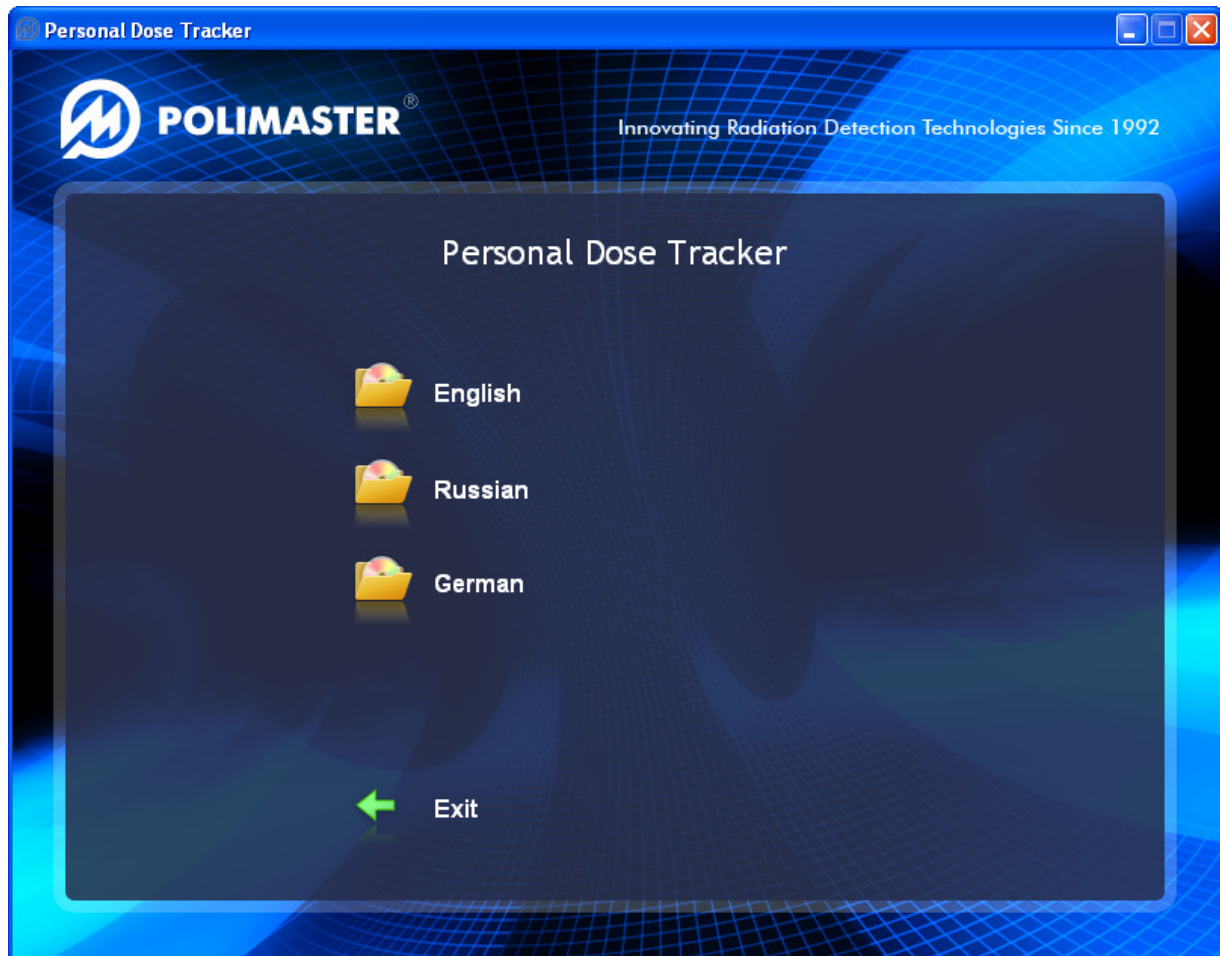 Personal Dose Tracker
POLIMASTER®
Innovating Radiation Detection Technologies Since 1992
Personal Dose Tracker
English
Russian
German
Exit